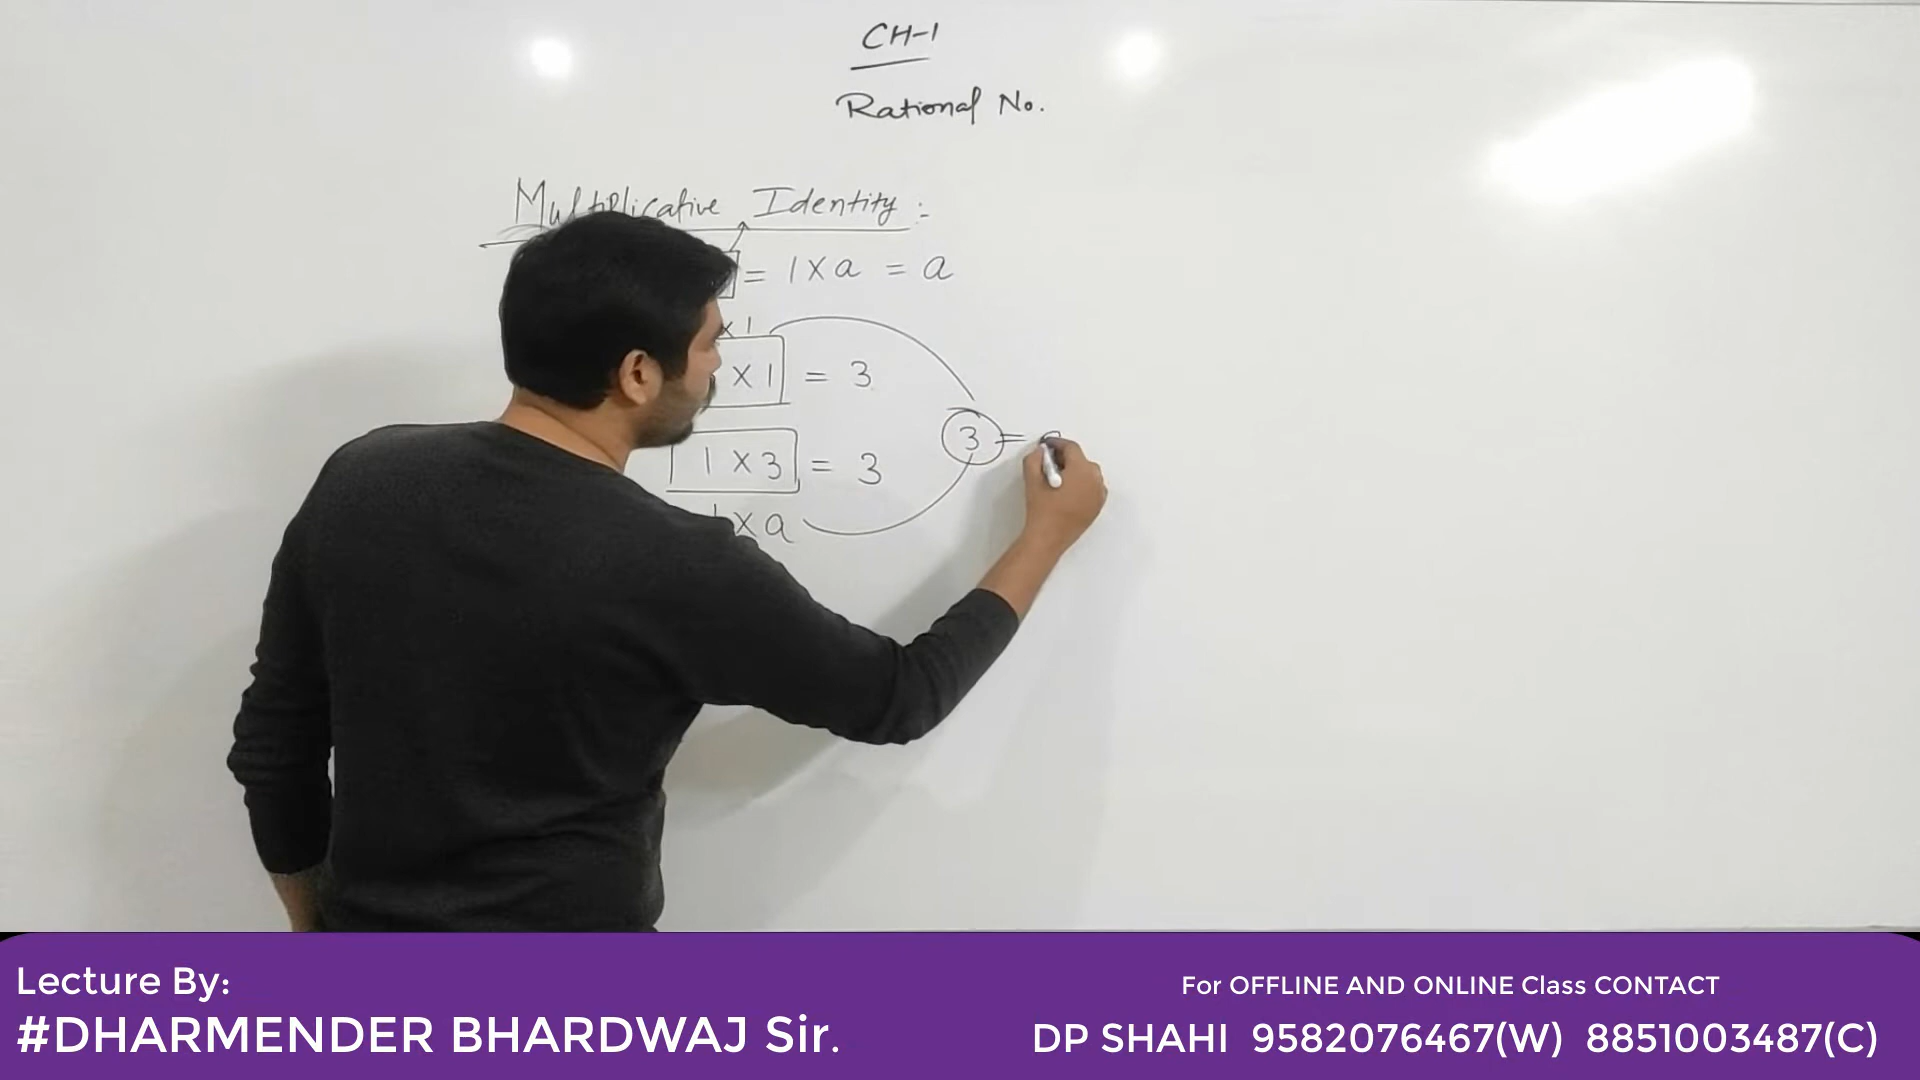 CH-1
Rational No.
Multiplicative Identity :-
= 1 x a = a
x 1
x 1 = 3
3 =
1 x 3 = 3
x a
Lecture By:
#DHARMENDER BHARDWAJ Sir.
For OFFLINE AND ONLINE Class CONTACT
DP SHAHI 9582076467(W) 8851003487(C)